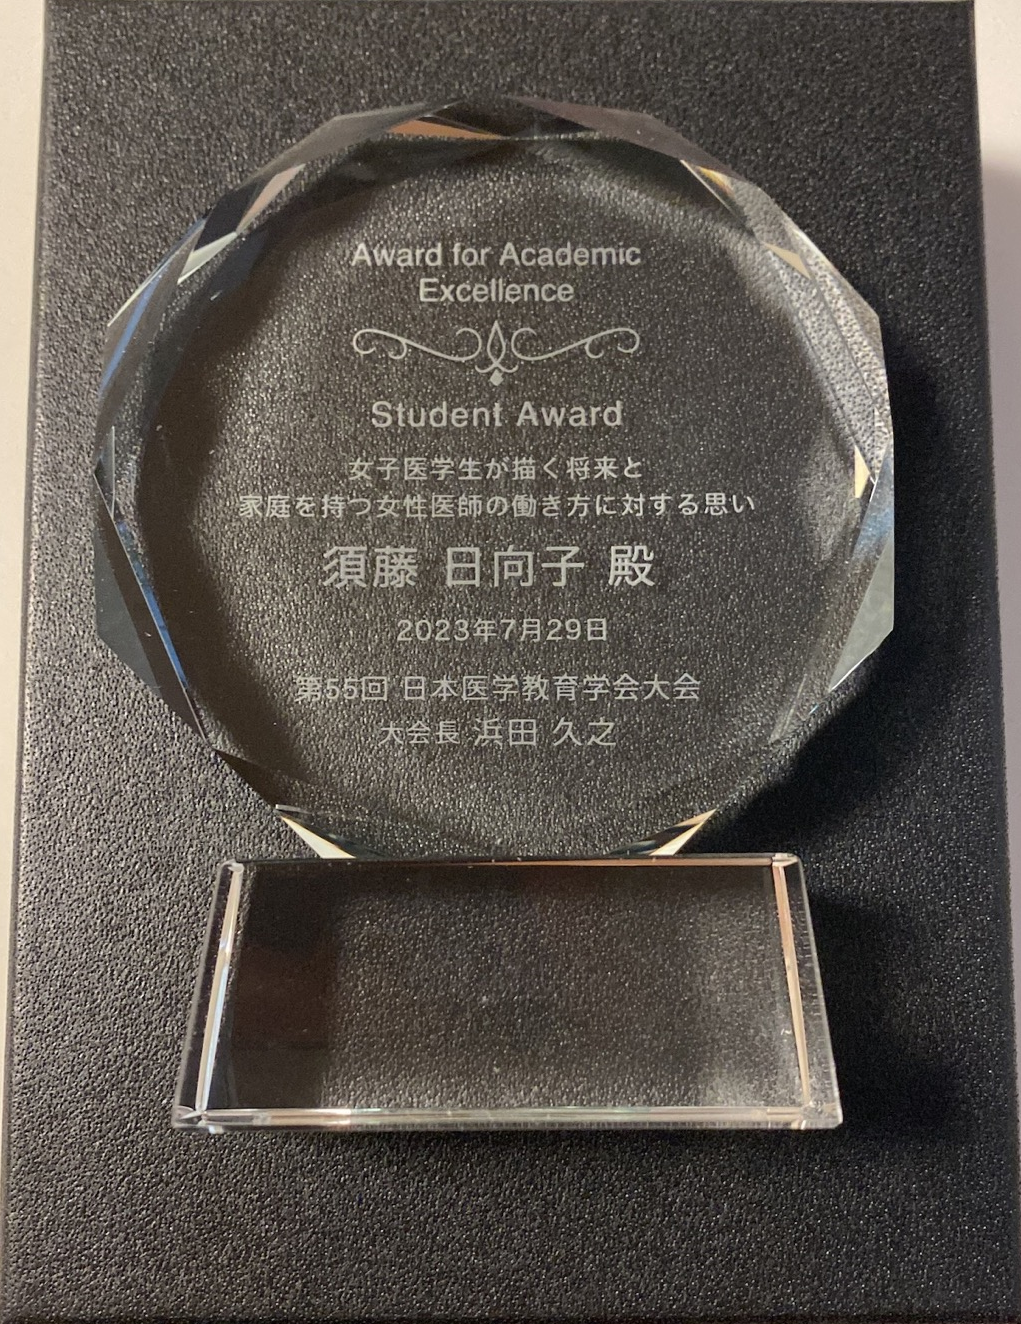 Award for Academic
Excellence
Student Award
女子医学生が描く将来と
家庭を持つ女性医師の働き方に対する思い
須藤 日向子 殿
2023年7月29日
第55回 日本医学教育学会大会
大会長 浜田 久之